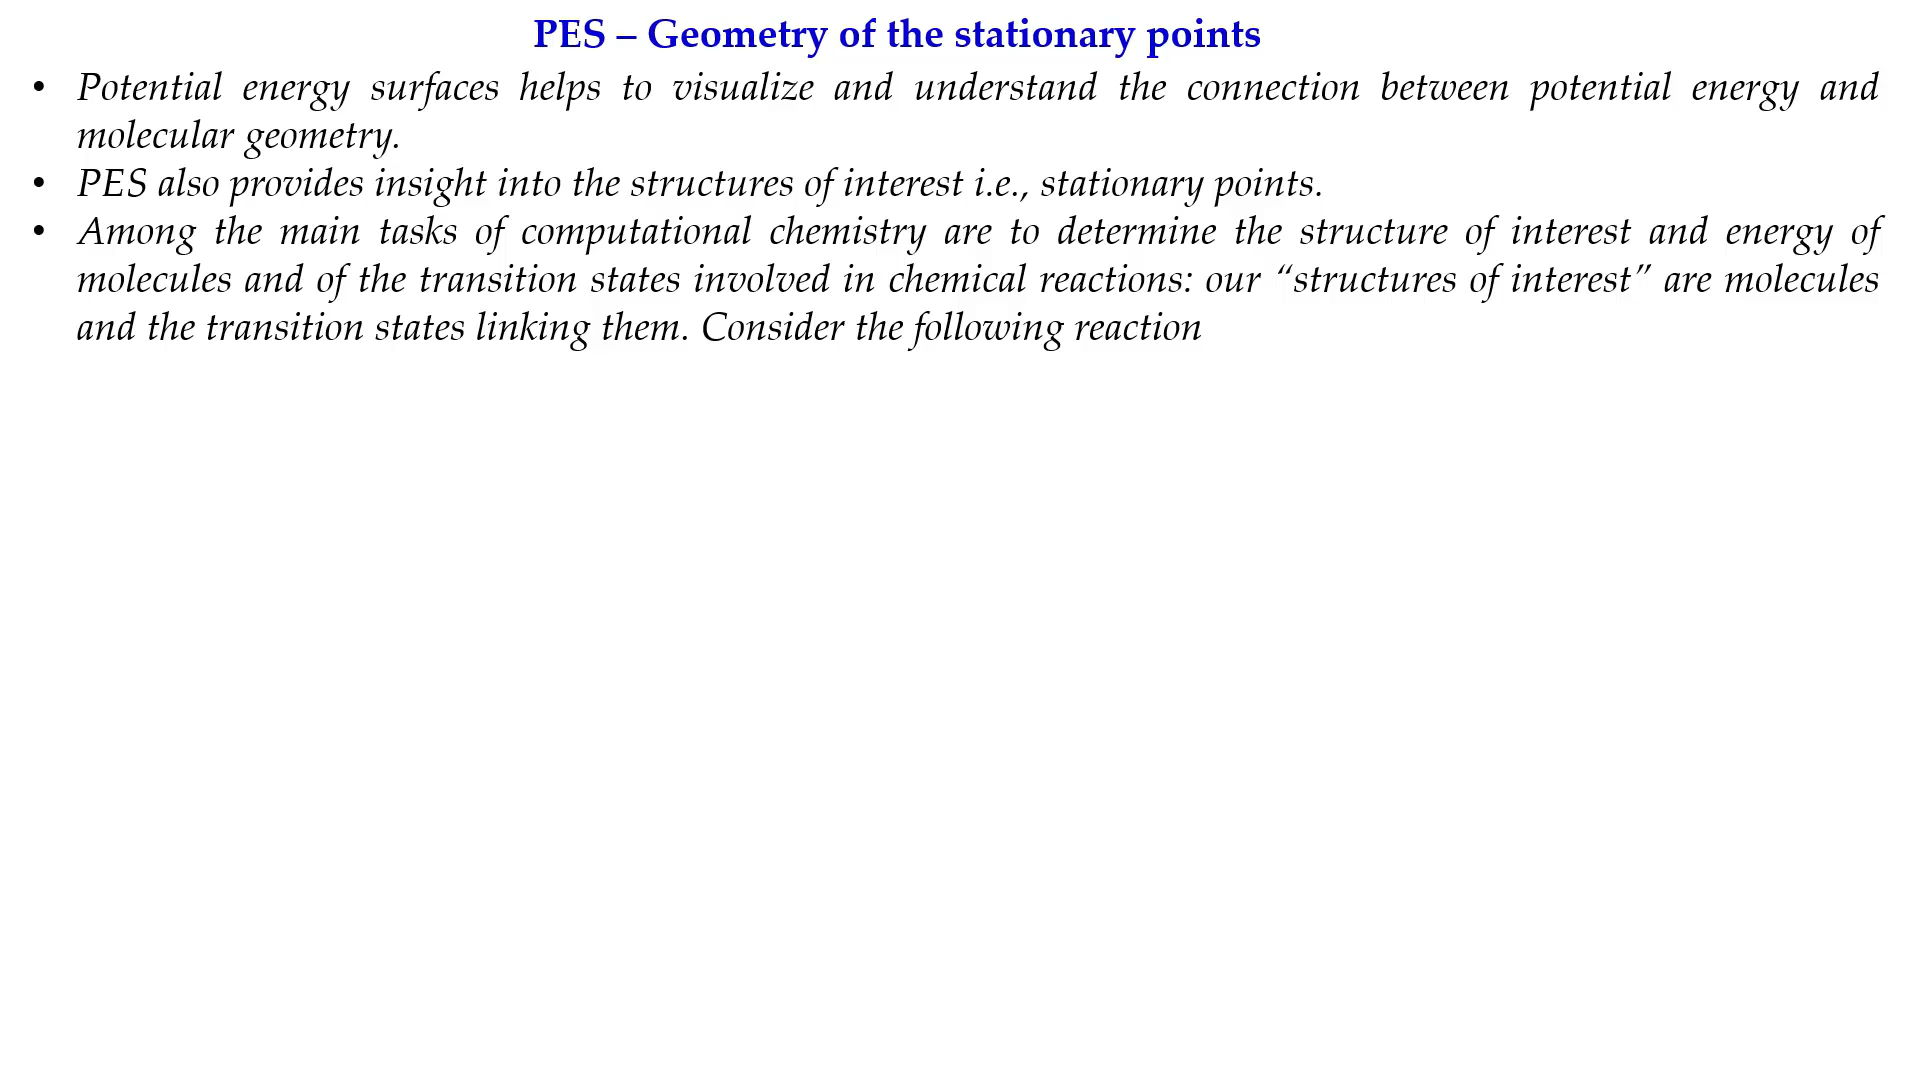 PES – Geometry of the stationary points
• Potential energy surfaces helps to visualize and understand the connection between potential energy and
molecular geometry.
• PES also provides insight into the structures of interest i.e., stationary points.
• Among the main tasks of computational chemistry are to determine the structure of interest and energy of
molecules and of the transition states involved in chemical reactions: our “structures of interest” are molecules
and the transition states linking them. Consider the following reaction